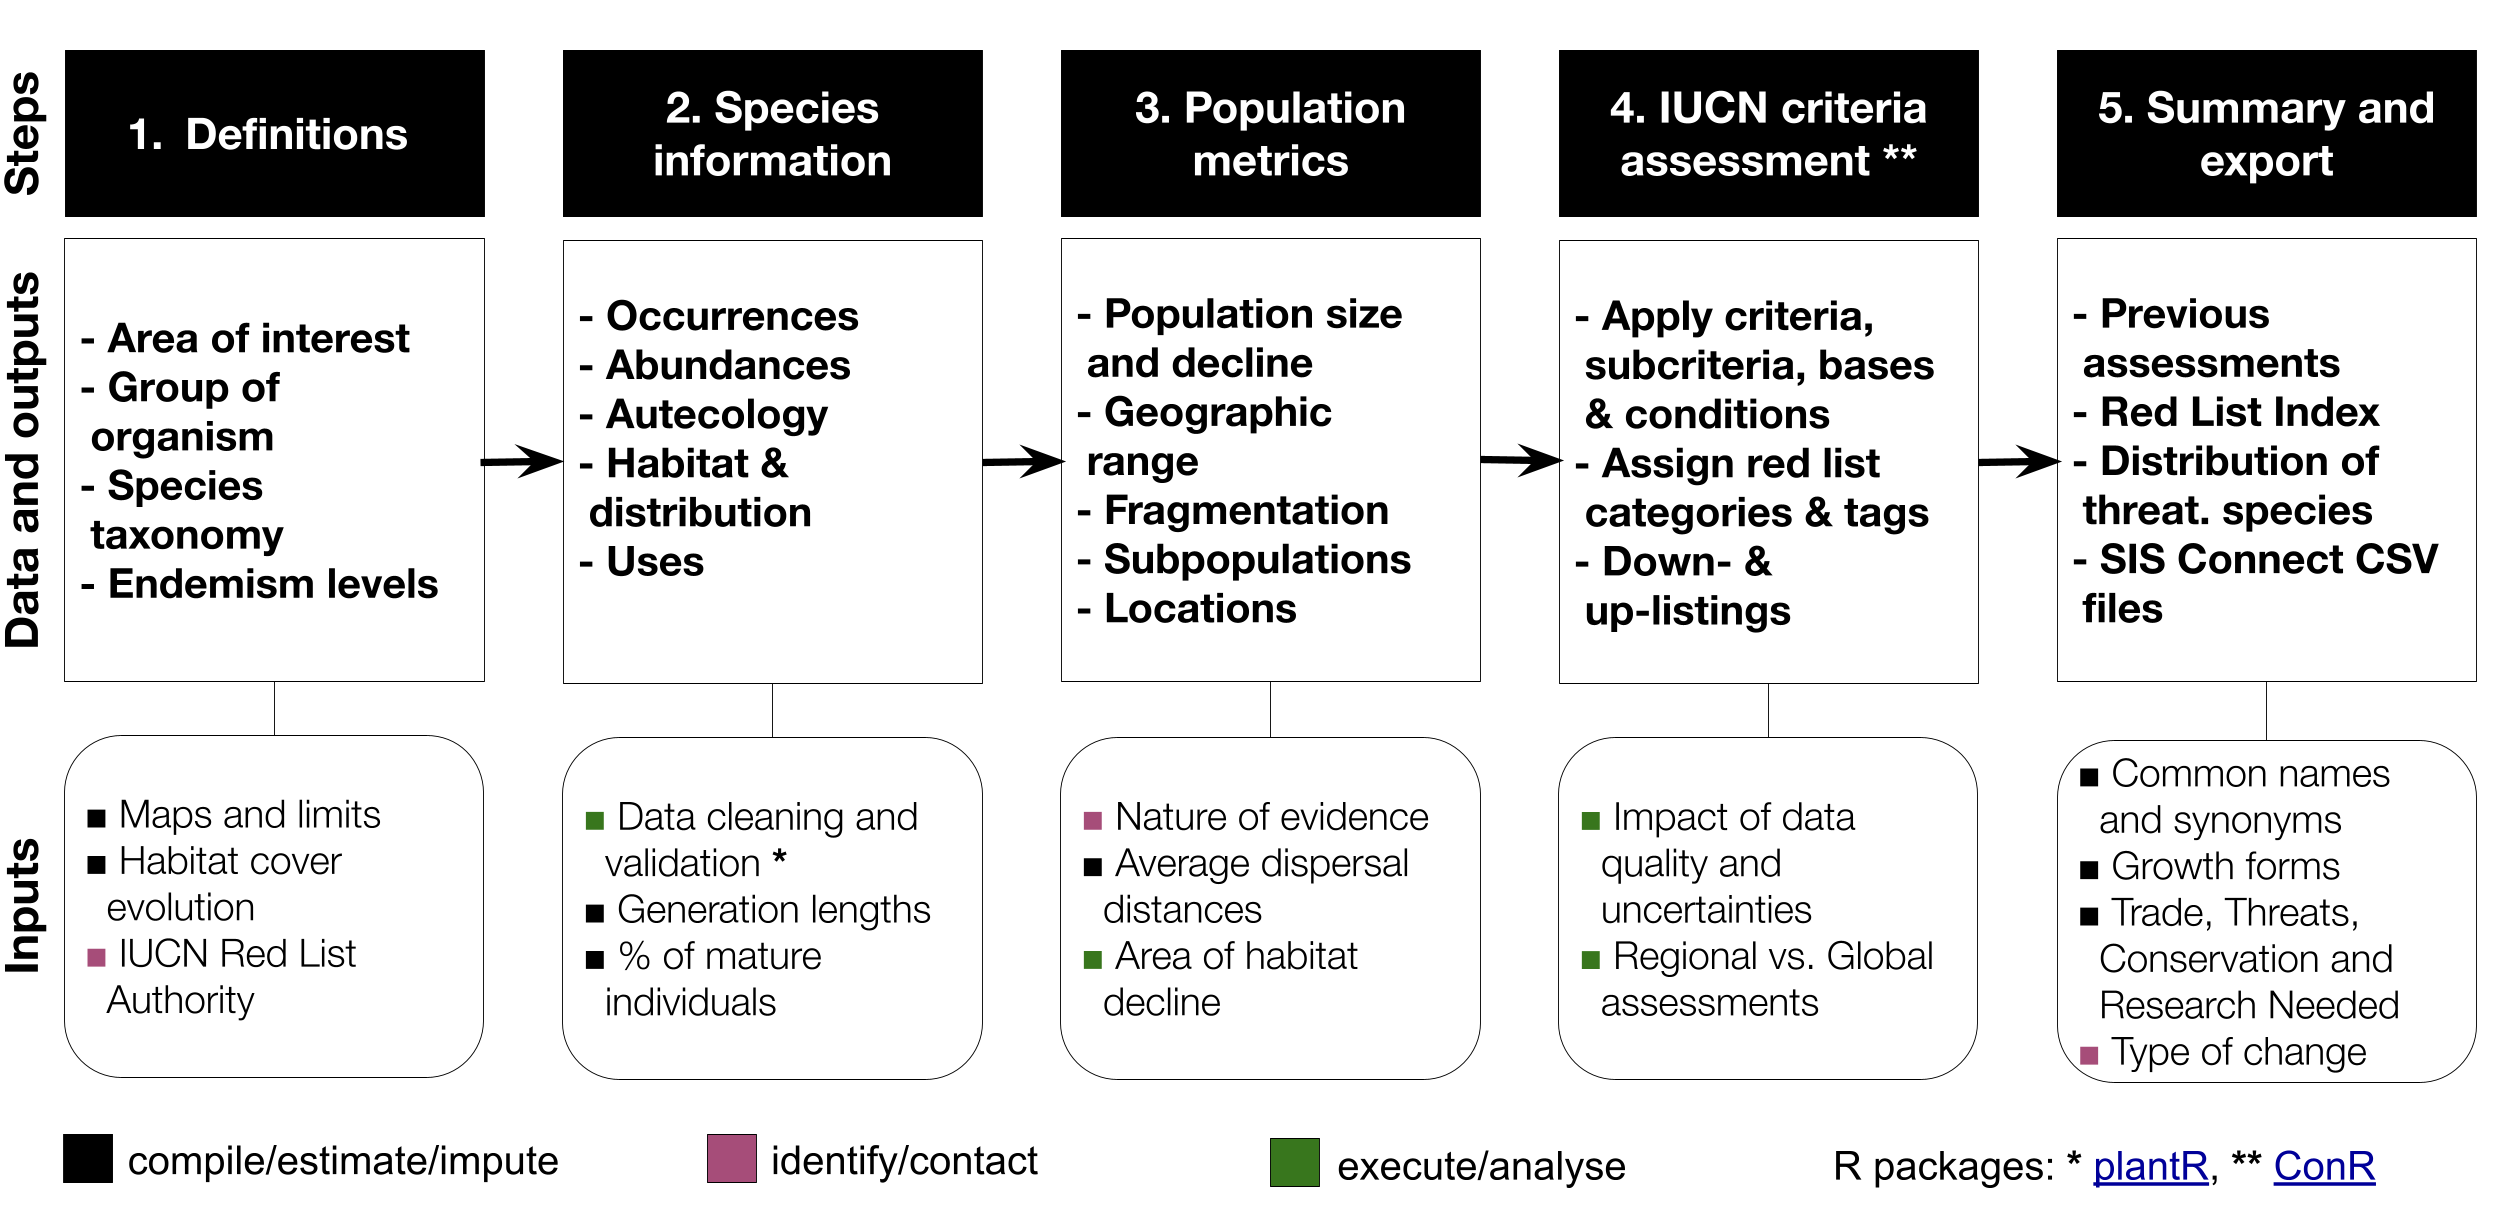 Steps
1. Definitions
2. Species
information
3. Population
metrics
4. IUCN criteria
assessment **
5. Summary and
export
Data and outputs
- Area of interest
- Group of
organism
- Species
taxonomy
- Endemism levels
- Occurrences
- Abundances
- Autecology
- Habitat &
distribution
- Uses
- Population size
and decline
- Geographic
range
- Fragmentation
- Subpopulations
- Locations
- Apply criteria,
subcriteria, bases
& conditions
- Assign red list
categories & tags
- Down- &
up-listings
- Previous
assessments
- Red List Index
- Distribution of
threat. species
- SIS Connect CSV
files
Inputs
Maps and limits
Habitat cover
evolution
IUCN Red List
Authority
Data cleaning and
validation *
Generation lengths
% of mature
individuals
Nature of evidence
Average dispersal
distances
Area of habitat
decline
Impact of data
quality and
uncertainties
Regional vs. Global
assessments
Common names
and synonyms
Growth forms
Trade, Threats,
Conservation and
Research Needed
Type of change
compile/estimate/impute
identify/contact
execute/analyse
R packages: * plantR, ** ConR